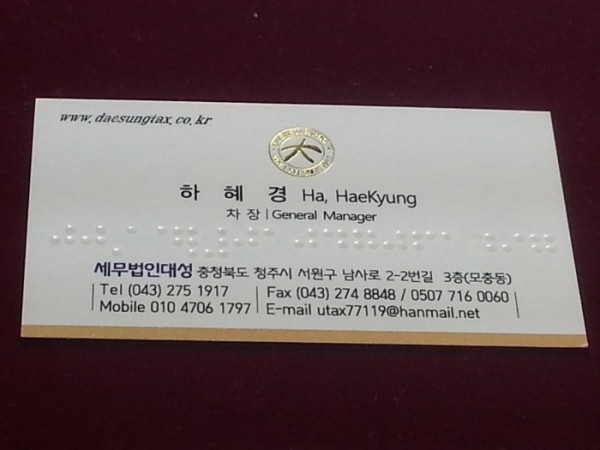 www.daesungtax.co.kr
大
하 혜 경 Ha, HaeKyung
차 장 | General Manager
세무법인대성 충청북도 청주시 서원구 남사로 2-2번길 3층(모충동)
Tel (043) 275 1917 | Fax (043) 274 8848 / 0507 716 0060
Mobile 010 4706 1797 | E-mail utax77119@hanmail.net